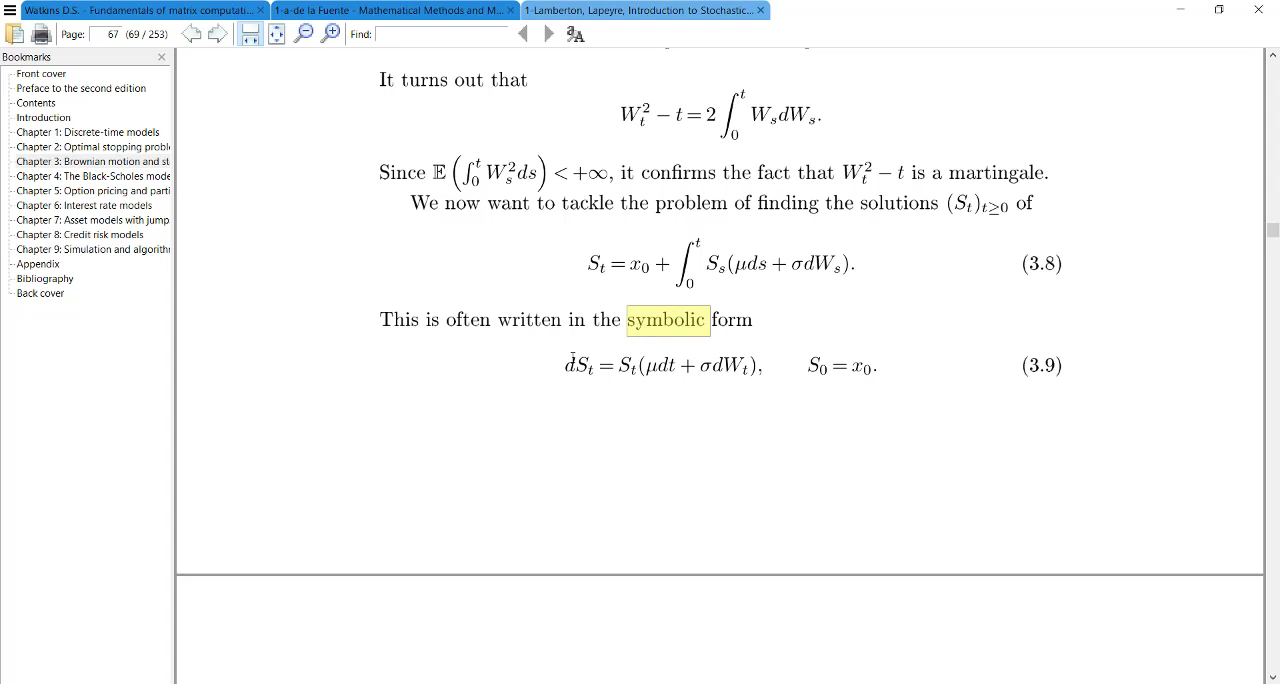 Watkins D.S. - Fundamentals of matrix computati...
1-a-de la Fuente - Mathematical Methods and M...
1-Lamberton, Lapeyre, Introduction to Stochastic...
Page: 67 (69 / 253)
Find:
Bookmarks
Front cover
Preface to the second edition
Contents
Introduction
Chapter 1: Discrete-time models
Chapter 2: Optimal stopping probl
Chapter 3: Brownian motion and st
Chapter 4: The Black-Scholes mode
Chapter 5: Option pricing and parti
Chapter 6: Interest rate models
Chapter 7: Asset models with jump
Chapter 8: Credit risk models
Chapter 9: Simulation and algorith
Appendix
Bibliography
Back cover
It turns out that
W_t^2 − t = 2 ∫_0^t W_s dW_s.
Since 𝔼 (∫_0^t W_s^2 ds) < +∞, it confirms the fact that W_t^2 − t is a martingale.
We now want to tackle the problem of finding the solutions (S_t)_{t≥0} of
S_t = x_0 + ∫_0^t S_s(μds + σdW_s). (3.8)
This is often written in the symbolic form
dS_t = S_t(μdt + σdW_t), S_0 = x_0. (3.9)